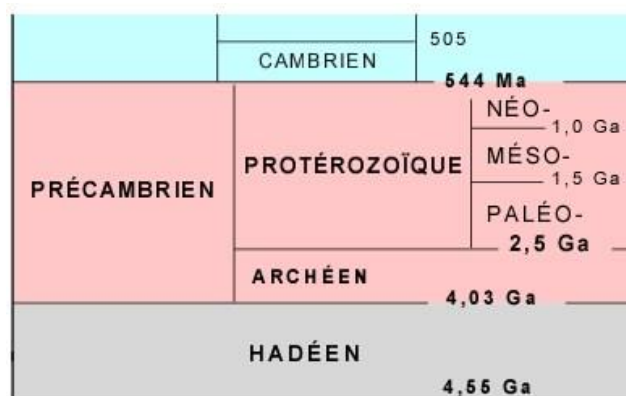 505
CAMBRIEN
544 Ma
NÉO-
1,0 Ga
PROTÉROZOÏQUE
MÉSO-
1,5 Ga
PRÉCAMBRIEN
PALÉO-
2,5 Ga
ARCHÉEN
4,03 Ga
HADÉEN
4,55 Ga